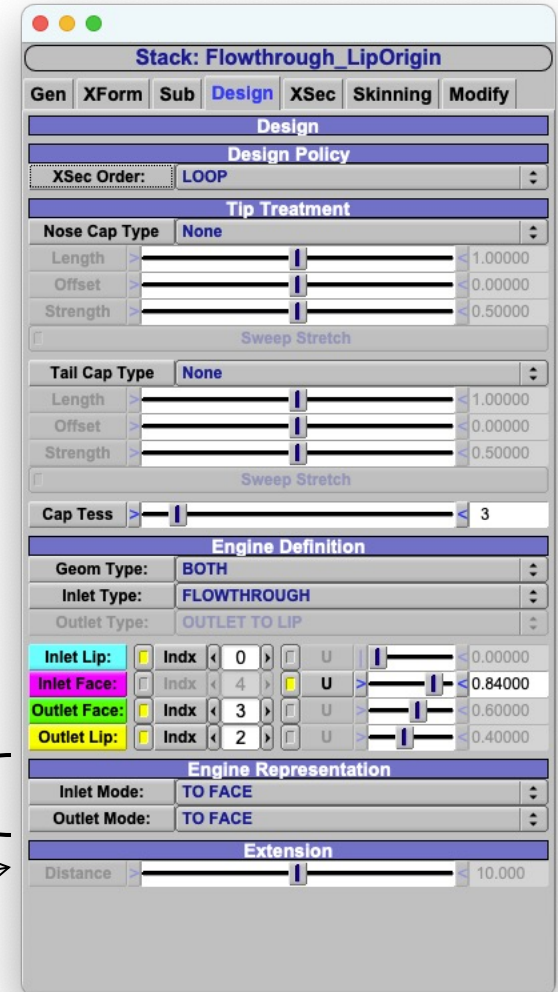 Stack: Flowthrough_LipOrigin
Gen XForm Sub Design XSec Skinning Modify
Design
Design Policy
XSec Order: LOOP
Tip Treatment
Nose Cap Type None
Length > < 1.00000
Offset > < 0.00000
Strength > < 0.50000
Sweep Stretch
Tail Cap Type None
Length > < 1.00000
Offset > < 0.00000
Strength > < 0.50000
Sweep Stretch
Cap Tess > < 3
Engine Definition
Geom Type: BOTH
Inlet Type: FLOWTHROUGH
Outlet Type: OUTLET TO LIP
Inlet Lip: Indx 0 U | < 0.00000
Inlet Face: Indx 4 U > < 0.84000
Outlet Face: Indx 3 U > < 0.60000
Outlet Lip: Indx 2 U > < 0.40000
Engine Representation
Inlet Mode: TO FACE
Outlet Mode: TO FACE
Extension
Distance > < 10.000